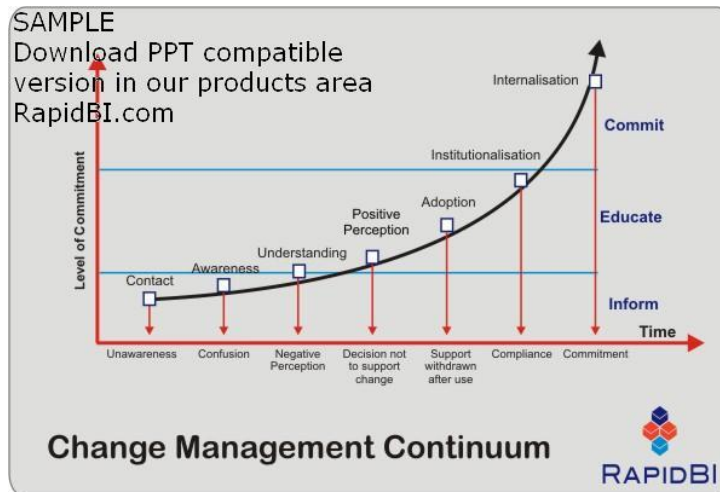 SAMPLE
Download PPT compatible
version in our products area
RapidBI.com
Internalisation
Commit
Institutionalisation
Level of Commitment
Adoption
Educate
Positive
Perception
Understanding
Awareness
Contact
Inform
Time
Unawareness
Confusion
Negative
Perception
Decision not
to support
change
Support
withdrawn
after use
Compliance
Commitment
Change Management Continuum
RAPIDBI